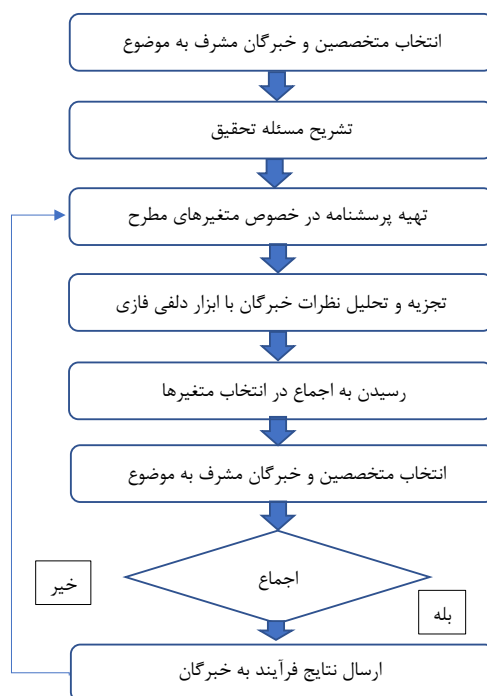 انتخاب متخصصین و خبرگان مشرف به موضوع
تشریح مسئله تحقیق
تهیه پرسشنامه در خصوص متغیرهای مطرح
تجزیه و تحلیل نظرات خبرگان با ابزار دلفی فازی
رسیدن به اجماع در انتخاب متغیرها
انتخاب متخصصین و خبرگان مشرف به موضوع
اجماع
خیر
بله
ارسال نتایج فرآیند به خبرگان